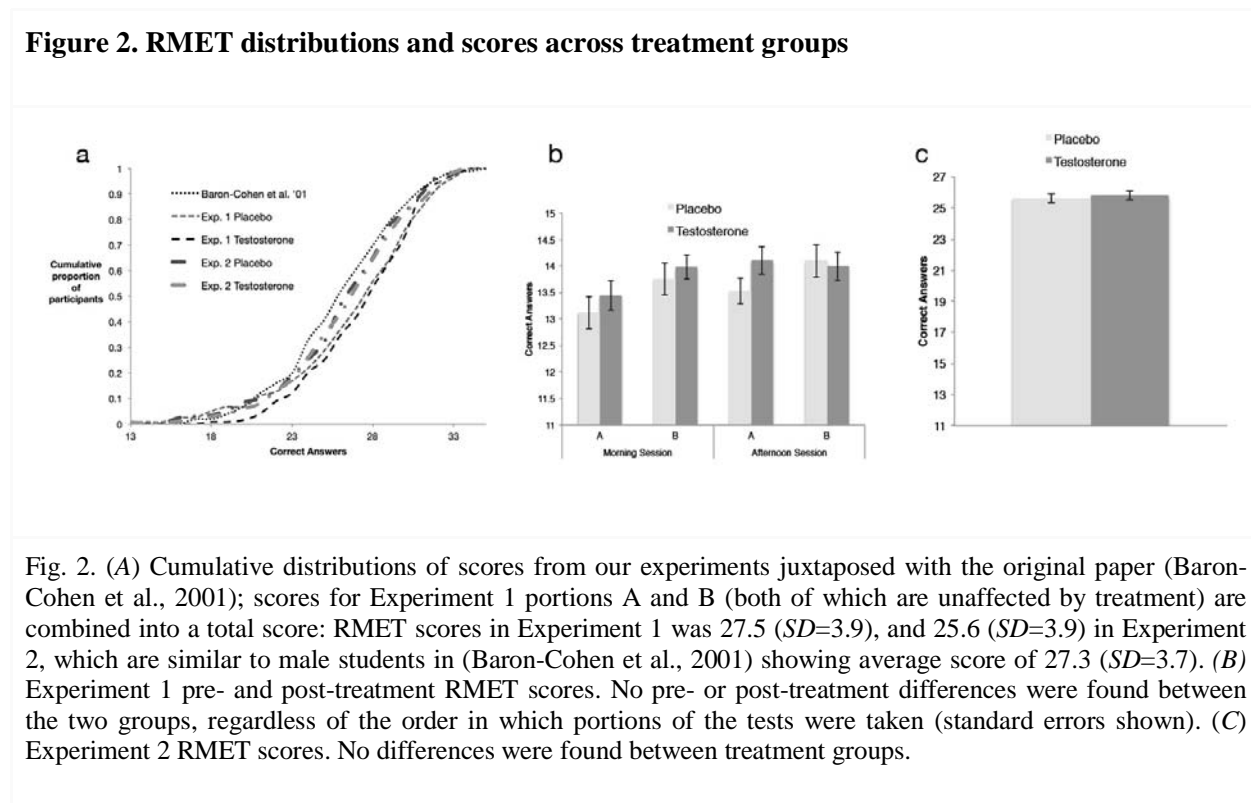 Figure 2. RMET distributions and scores across treatment groups
a
1
0.9
0.8
0.7
0.6
0.5
0.4
0.3
0.2
0.1
0
Cumulative
proportion
of
participants
Baron-Cohen et al. '01
Exp. 1 Placebo
Exp. 1 Testosterone
Exp. 2 Placebo
Exp. 2 Testosterone
13 18 23 28 33
Correct Answers
b
Placebo
Testosterone
15
14.5
14
13.5
13
12.5
12
11.5
11
Correct Answers
A B A B
Morning Session Afternoon Session
c
Placebo
Testosterone
27
25
23
21
19
17
15
13
11
Correct Answers
Fig. 2. (A) Cumulative distributions of scores from our experiments juxtaposed with the original paper (Baron-
Cohen et al., 2001); scores for Experiment 1 portions A and B (both of which are unaffected by treatment) are
combined into a total score: RMET scores in Experiment 1 was 27.5 (SD=3.9), and 25.6 (SD=3.9) in Experiment
2, which are similar to male students in (Baron-Cohen et al., 2001) showing average score of 27.3 (SD=3.7). (B)
Experiment 1 pre- and post-treatment RMET scores. No pre- or post-treatment differences were found between
the two groups, regardless of the order in which portions of the tests were taken (standard errors shown). (C)
Experiment 2 RMET scores. No differences were found between treatment groups.